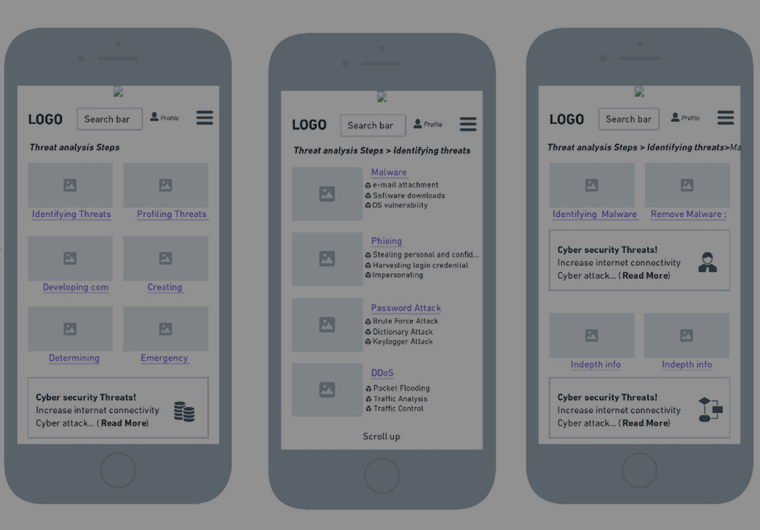 LOGO
Search bar
Profile
Threat analysis Steps
Identifying Threats
Profiling Threats
Developing com
Creating
Determining
Emergency
Cyber security Threats!
Increase internet connectivity
Cyber attack... ( Read More)
LOGO
Search bar
Profile
Threat analysis Steps > Identifying threats
Malware
e-mail attachment
Software downloads
OS vulnerability
Phising
Stealing personal and confid...
Harvesting login credential
Impersonating
Password Attack
Brute Force Attack
Dictionary Attack
Keylogger Attack
DDoS
Packet Flooding
Traffic Analysis
Traffic Control
Scroll up
LOGO
Search bar
Profile
Threat analysis Steps > Identifying threats>Ma
Identifying Malware
Remove Malware :
Cyber security Threats!
Increase internet connectivity
Cyber attack... ( Read More)
Indepth info
Indepth info
Cyber security Threats!
Increase internet connectivity
Cyber attack... ( Read More)